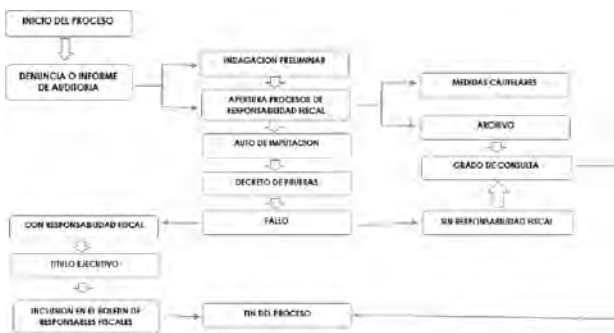 INICIO DEL PROCESO
DENUNCIA O INFORME
DE AUDITORIA
INDAGACION PRELIMINAR
APERTURA PROCESOS DE
RESPONSABILIDAD FISCAL
MEDIDAS CAUTELARES
ARCHIVO
AUTO DE IMPUTACION
GRADO DE CONSULTA
DECRETO DE PRUEBAS
CON RESPONSABILIDAD FISCAL
FALLO
SIN RESPONSABILIDAD FISCAL
TITULO EJECUTIVO
INCLUSION EN EL BOLETIN DE
RESPONSABLES FISCALES
FIN DEL PROCESO